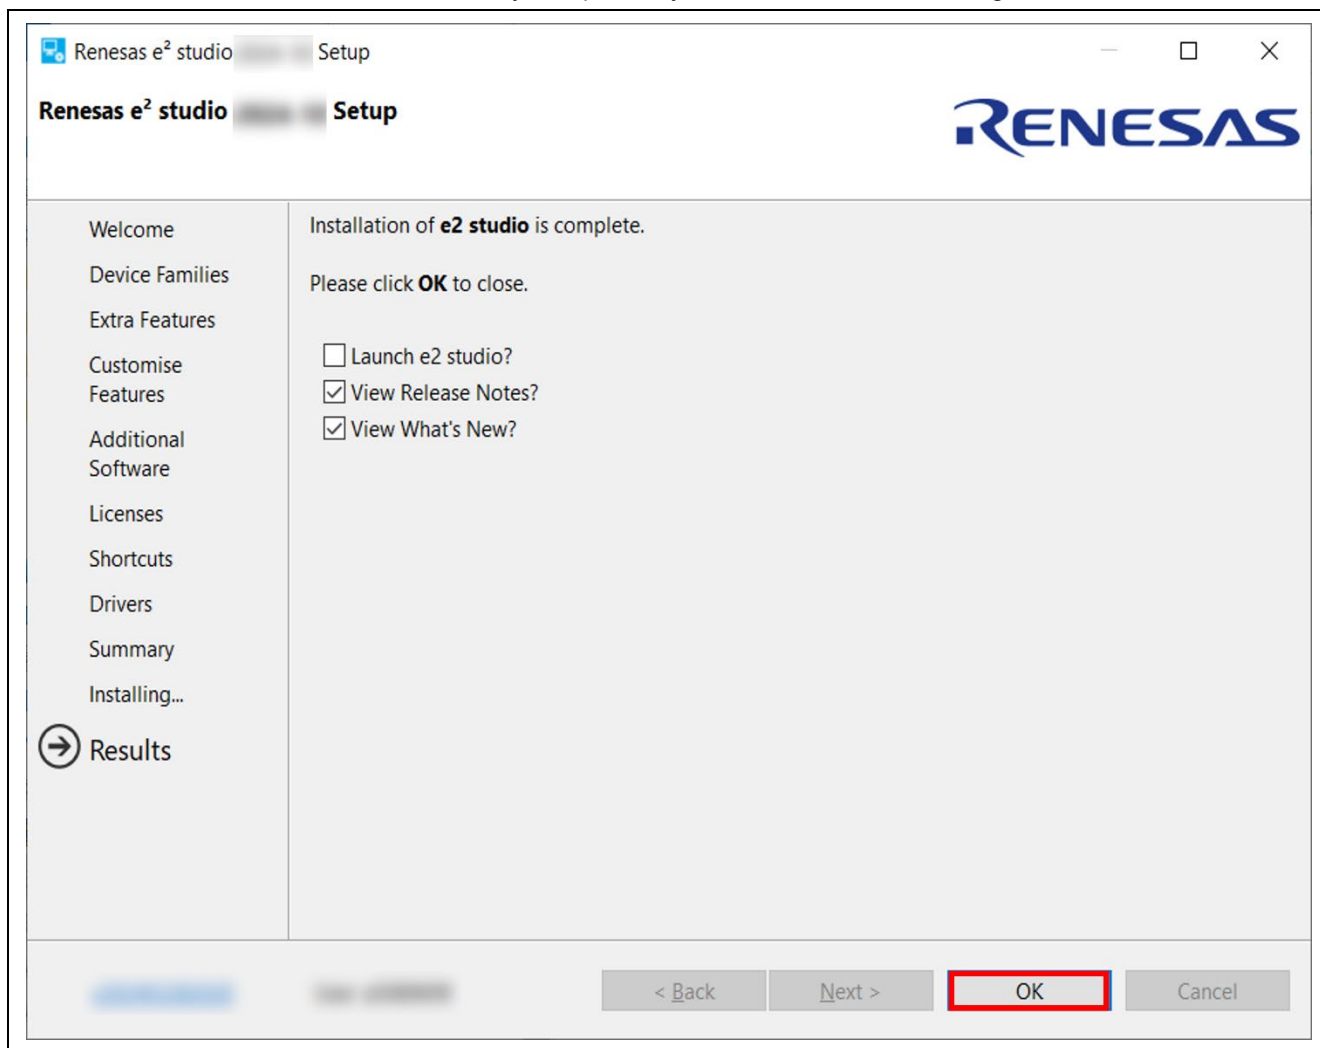 Renesas e² studio Setup
Renesas e² studio Setup
RENESAS
Welcome
Device Families
Extra Features
Customise
Features
Additional
Software
Licenses
Shortcuts
Drivers
Summary
Installing...
Results
Installation of e2 studio is complete.
Please click OK to close.
Launch e2 studio?
View Release Notes?
View What's New?
< Back
Next >
OK
Cancel